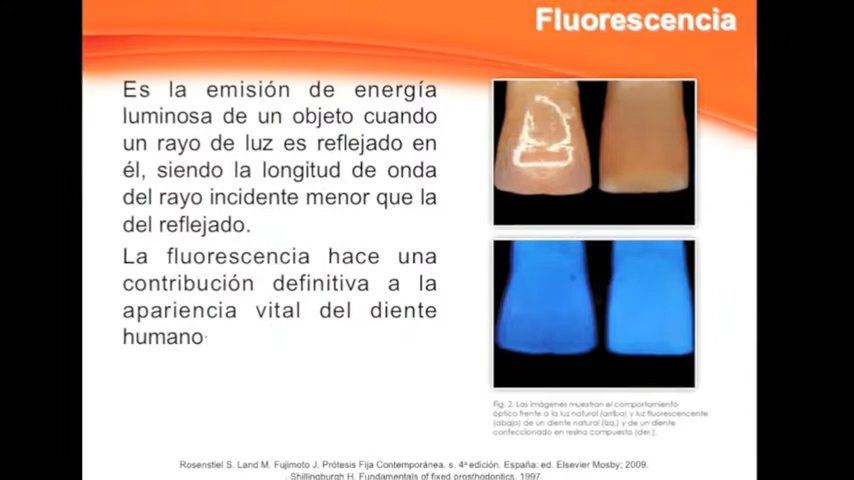 Fluorescencia
Es la emisión de energía
luminosa de un objeto cuando
un rayo de luz es reflejado en
él, siendo la longitud de onda
del rayo incidente menor que la
del reflejado.
La fluorescencia hace una
contribución definitiva a la
apariencia vital del diente
humano.
Fig. 2. Las imágenes muestran el comportamiento
óptico frente a la luz natural (arriba) y luz fluorescencente
(abajo) de un diente natural (izq.) y de un diente
confeccionado en resina compuesta (der.).
Rosenstiel S. Land M. Fujimoto J. Prótesis Fija Contemporánea. s. 4ª edición. España: ed. Elsevier Mosby; 2009.
. Shillingburgh H. Fundamentals of fixed prosthodontics. 1997.